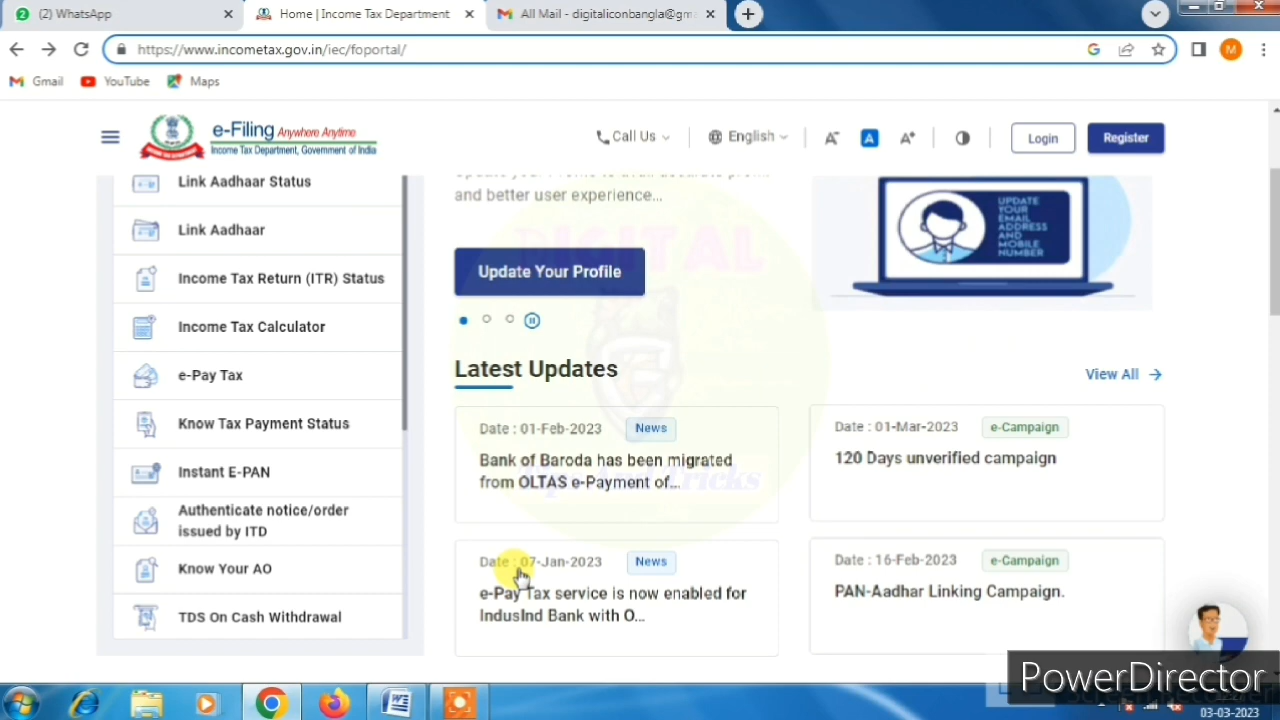 (2) WhatsApp
Home | Income Tax Department
All Mail - digitaliconbangla@gm
https://www.incometax.gov.in/iec/foportal/
M
Gmail
YouTube
Maps
e-Filing Anywhere Anytime
Income Tax Department, Government of India
Call Us
English
A-
A
A+
Login
Register
Link Aadhaar Status
Link Aadhaar
Income Tax Return (ITR) Status
Income Tax Calculator
e-Pay Tax
Know Tax Payment Status
Instant E-PAN
Authenticate notice/order
issued by ITD
Know Your AO
TDS On Cash Withdrawal
and better user experience...
Update Your Profile
UPDATE
YOUR
EMAIL
ADDRESS
AND
MOBILE
NUMBER
DIGITAL
Latest Updates
View All
Date : 01-Feb-2023
News
Bank of Baroda has been migrated
from OLTAS e-Payment of...
Date : 01-Mar-2023
e-Campaign
120 Days unverified campaign
Date : 07-Jan-2023
News
e-Pay Tax service is now enabled for
IndusInd Bank with O...
Date : 16-Feb-2023
e-Campaign
PAN-Aadhar Linking Campaign.
PowerDirector
03-03-2023